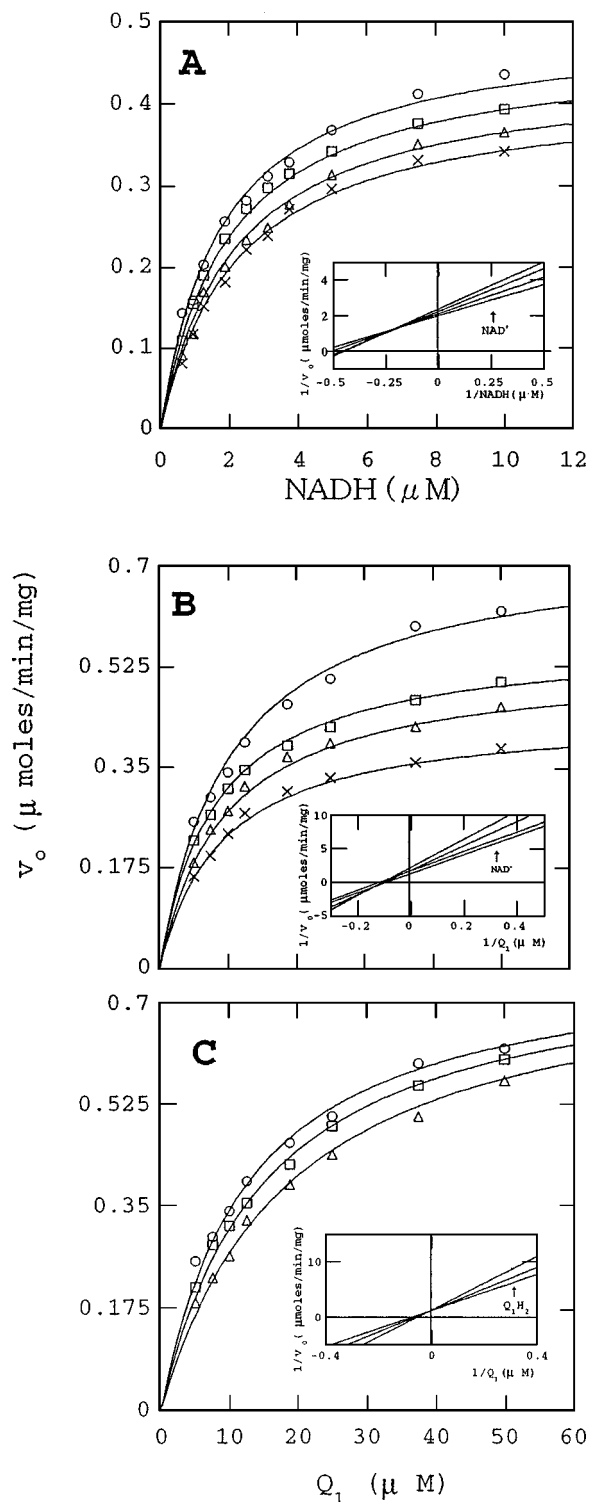 A
0.5
0.4
0.3
0.2
0.1
0
0 2 4 6 8 10 12
NADH (μM)
1/v₀( μmoles/min/mg)
4
2
0
-0.5 -0.25 0 0.25 0.5
1/NADH (μ·M)
↑
NAD⁺
v₀ (μ moles/min/mg)
B
0.7
0.525
0.35
0.175
0
1/v₀( μmoles/min/mg)
10
5
0
-5
-0.2 0 0.2 0.4
1/Q₁(μ M)
↑
NAD⁺
C
0.7
0.525
0.35
0.175
0
0 10 20 30 40 50 60
Q₁ (μ M)
1/v₀( μmoles/min/mg)
10
0
-0.4 0 0.4
1/Q₁(μ M)
↑
Q₁H₂